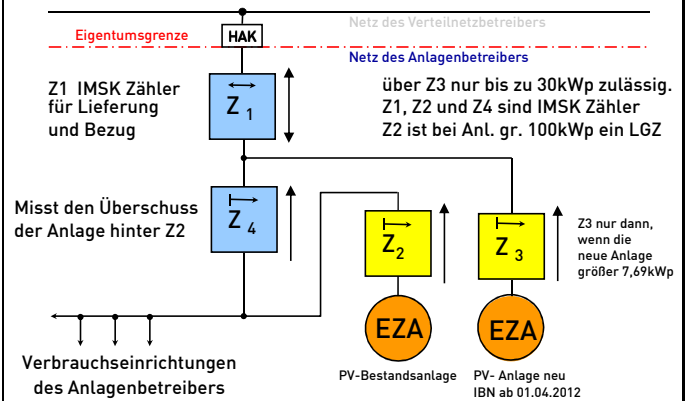 Netz des Verteilnetzbetreibers
Eigentumsgrenze
HAK
Netz des Anlagenbetreibers
Z1 IMSK Zähler
für Lieferung
und Bezug
Z 1
über Z3 nur bis zu 30kWp zulässig.
Z1, Z2 und Z4 sind IMSK Zähler
Z2 ist bei Anl. gr. 100kWp ein LGZ
Misst den Überschuss
der Anlage hinter Z2
Z 4
Z 2
Z 3
Z3 nur dann,
wenn die
neue Anlage
größer 7,69kWp
EZA
EZA
Verbrauchseinrichtungen
des Anlagenbetreibers
PV-Bestandsanlage
PV- Anlage neu
IBN ab 01.04.2012